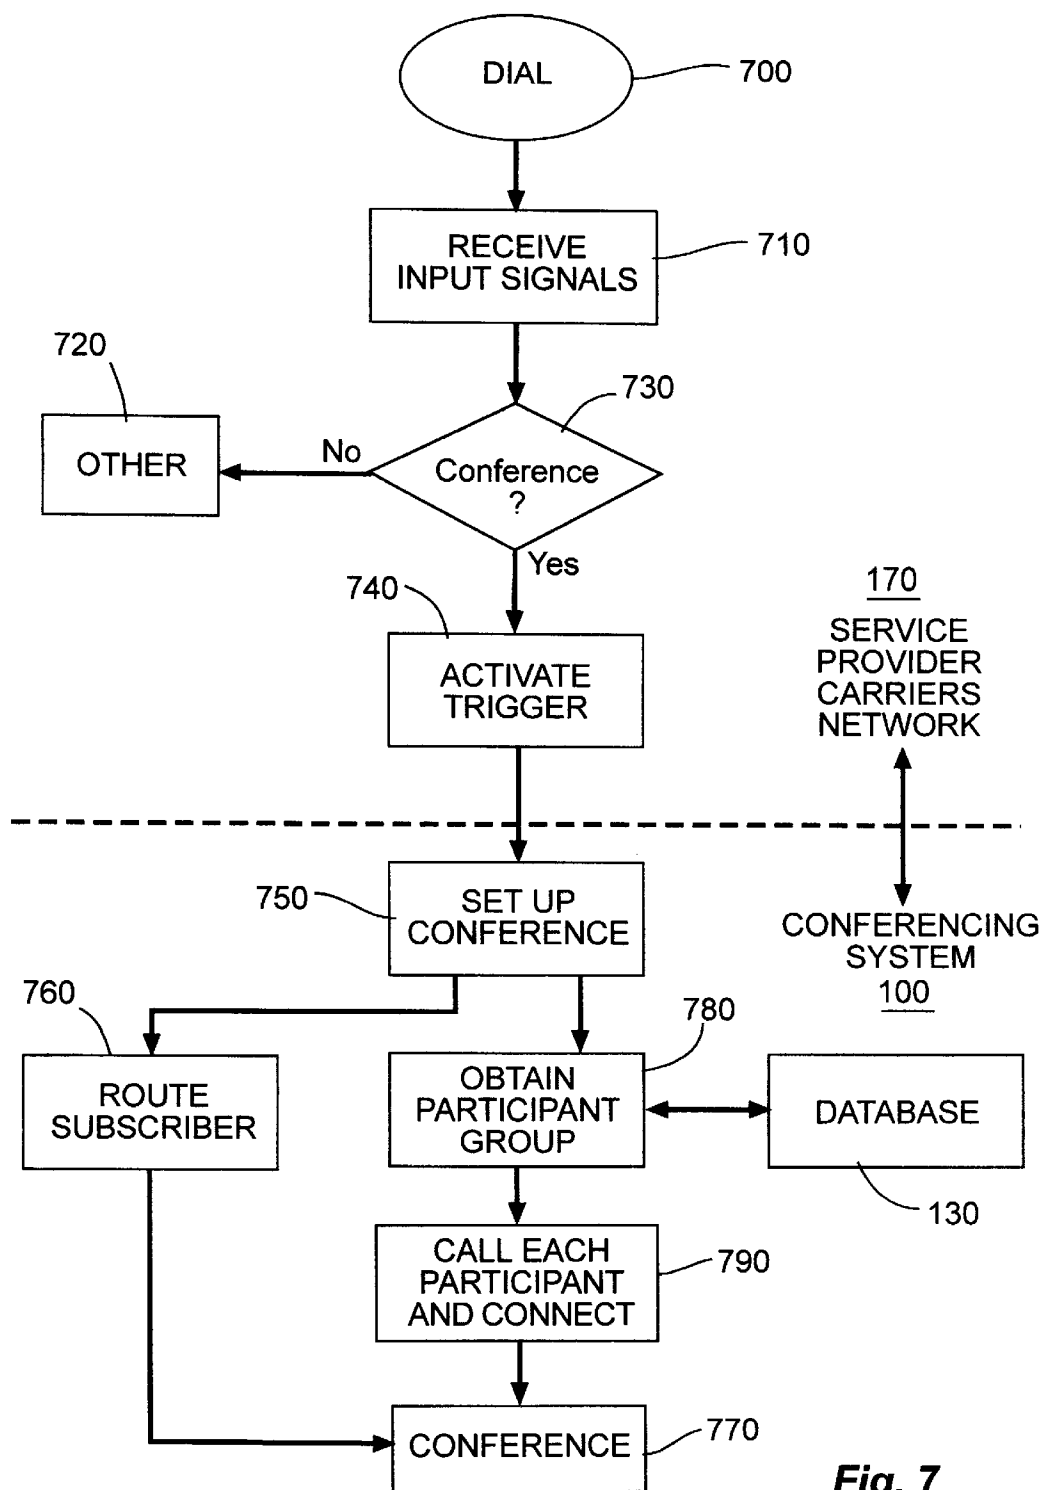 DIAL
700
RECEIVE
INPUT SIGNALS
710
720
730
OTHER
No
Conference
?
Yes
740
170
SERVICE
PROVIDER
CARRIERS
NETWORK
ACTIVATE
TRIGGER
750
SET UP
CONFERENCE
CONFERENCING
SYSTEM
100
760
780
ROUTE
SUBSCRIBER
OBTAIN
PARTICIPANT
GROUP
DATABASE
130
CALL EACH
PARTICIPANT
AND CONNECT
790
CONFERENCE
770
Fig. 7